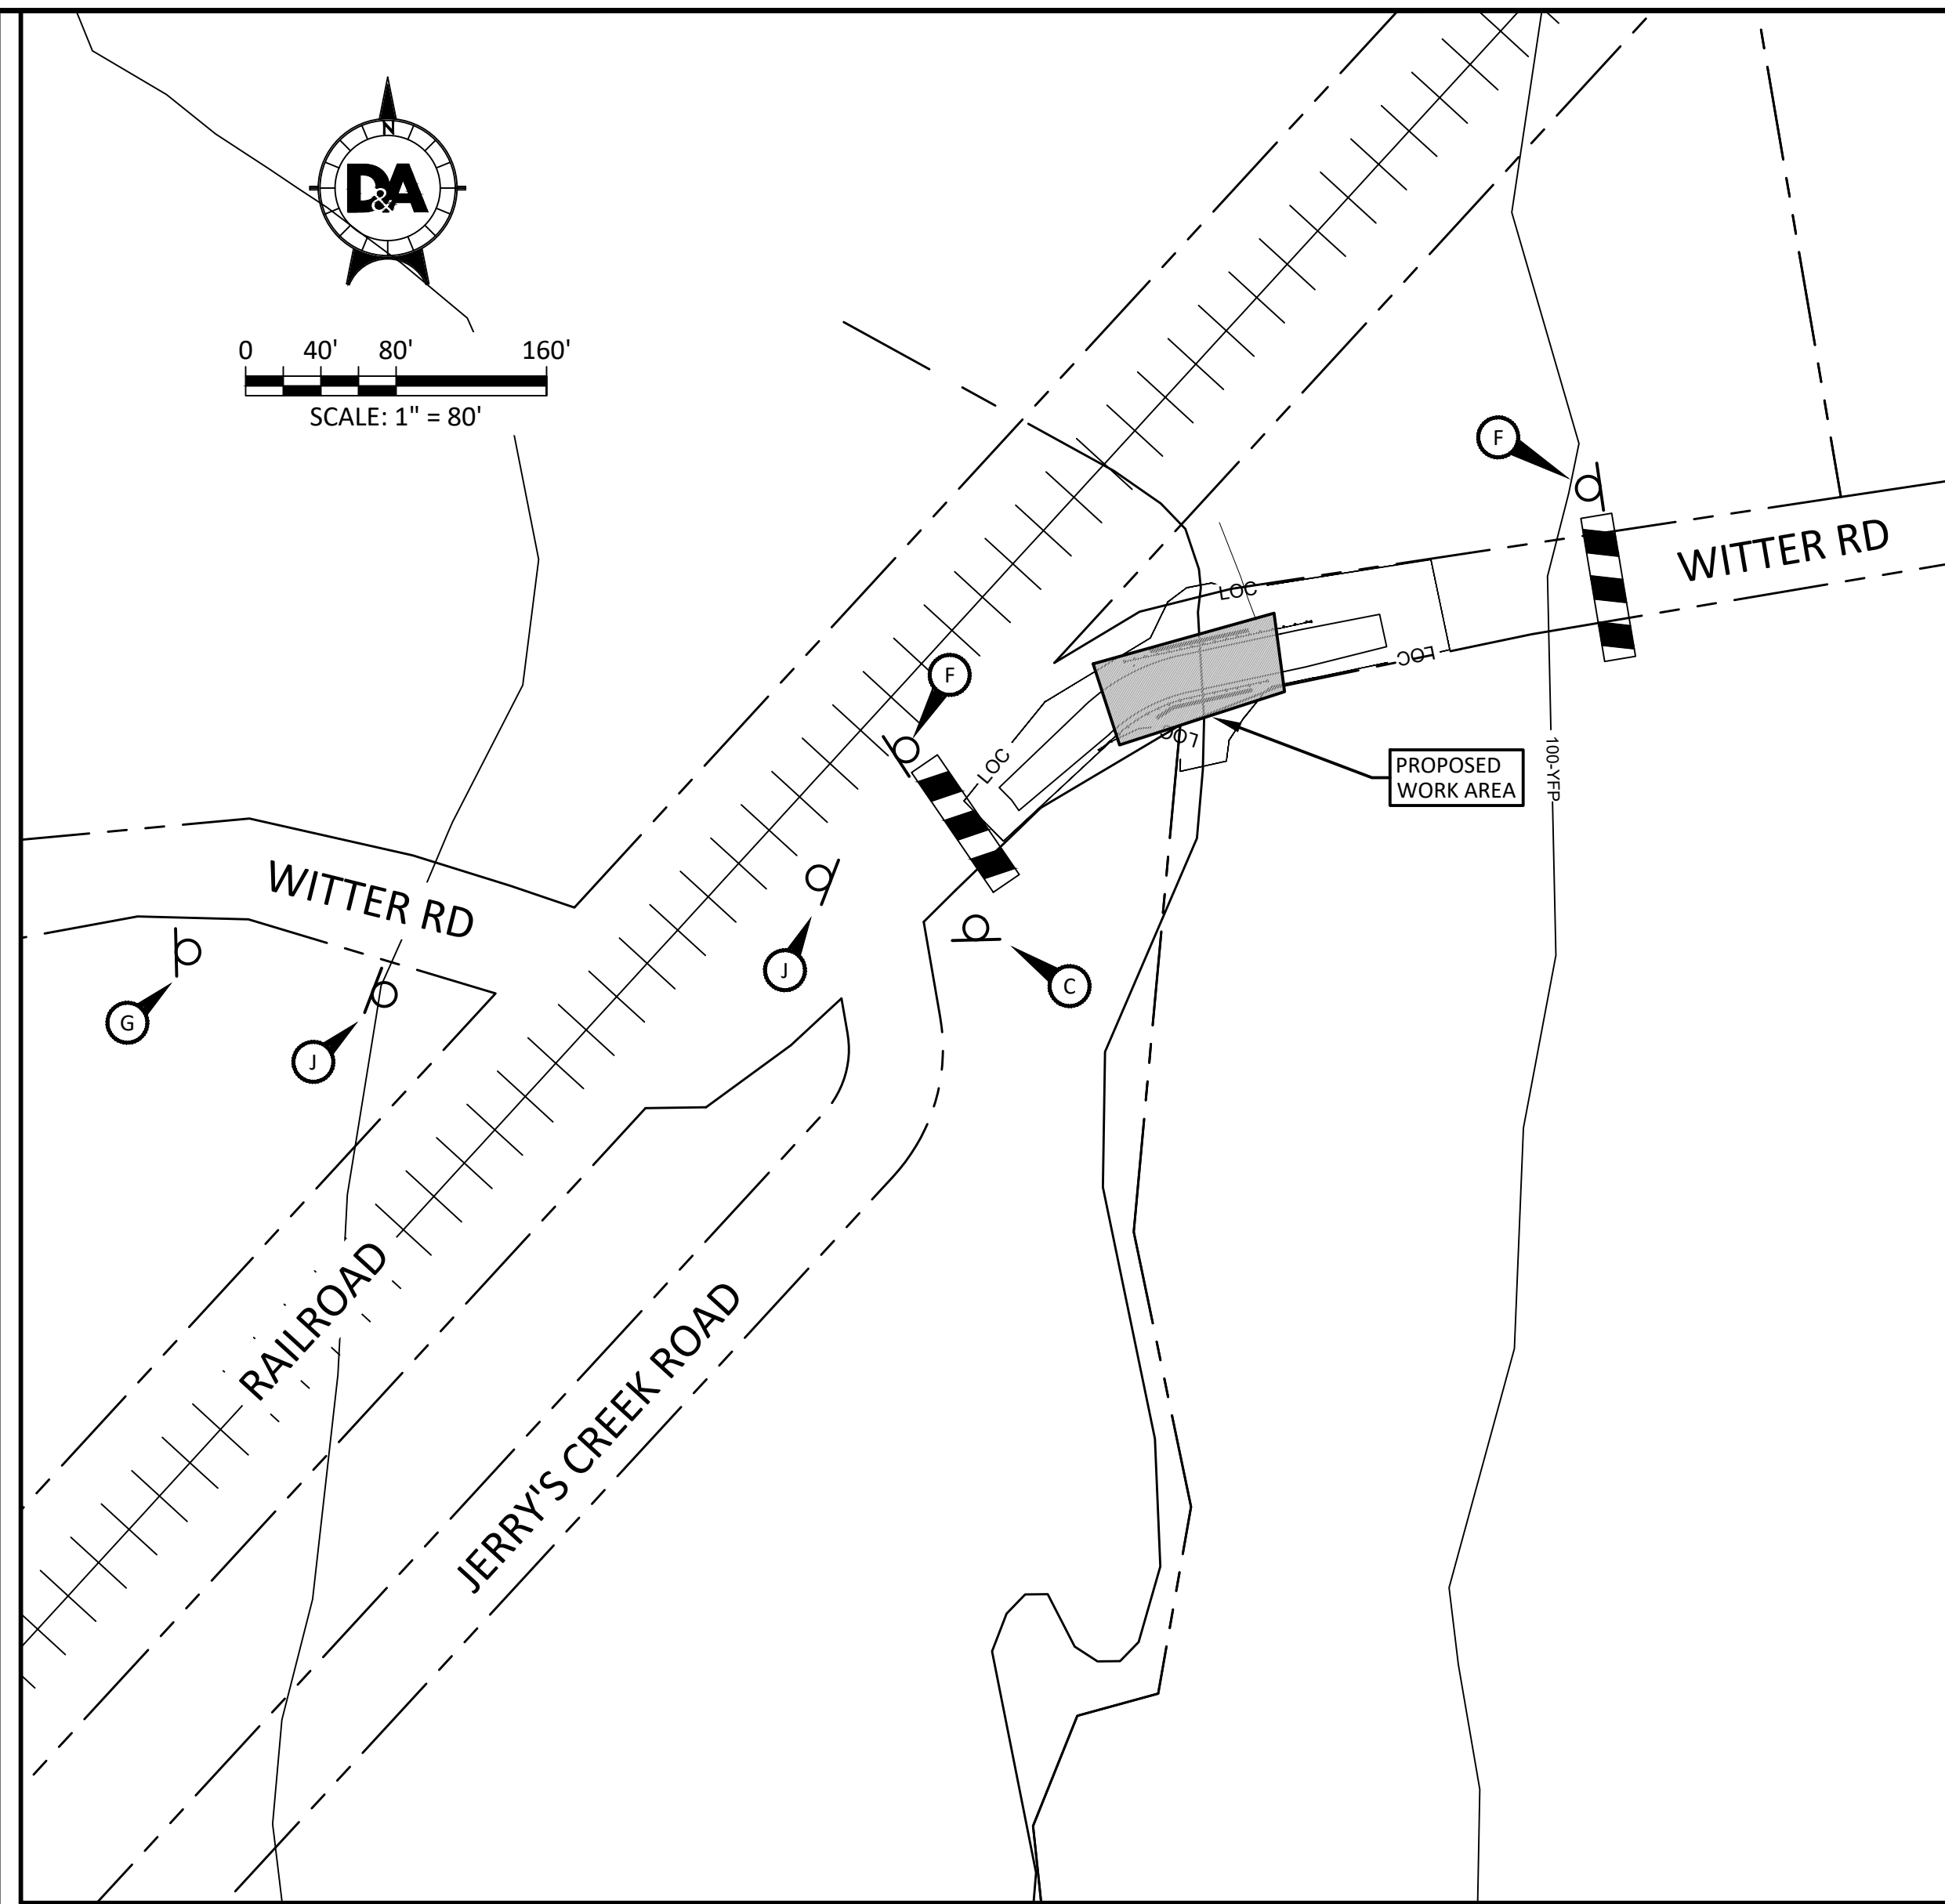 N
D&A
0 40' 80' 160'
SCALE: 1" = 80'
F
WITTER RD
LOC
LOC
F
LOC
LOC
PROPOSED
WORK AREA
100-YFP
WITTER RD
J
C
G
J
RAILROAD
JERRY'S CREEK ROAD